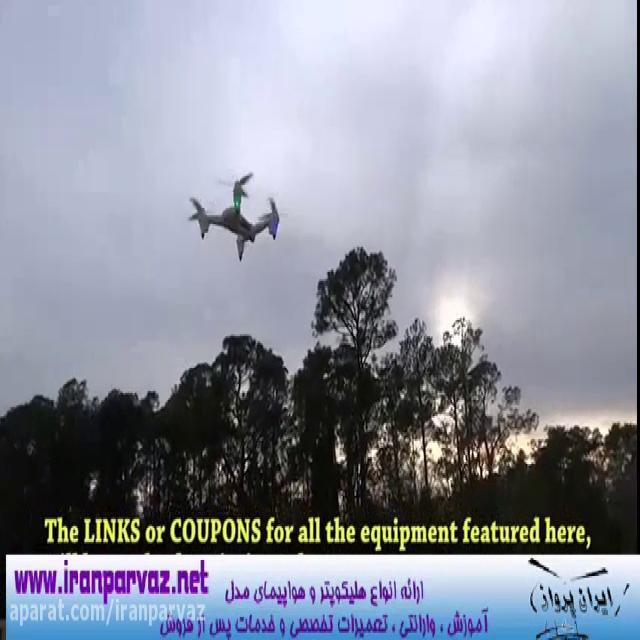 The LINKS or COUPONS for all the equipment featured here,
www.iranparvaz.net
ارائه انواع هلیکوپتر و هواپیمای مدل
ایران پرواز
aparat.com/iranparvaz
آموزش ، وارانتی ، تعمیرات تخصصی و خدمات پس از فروش